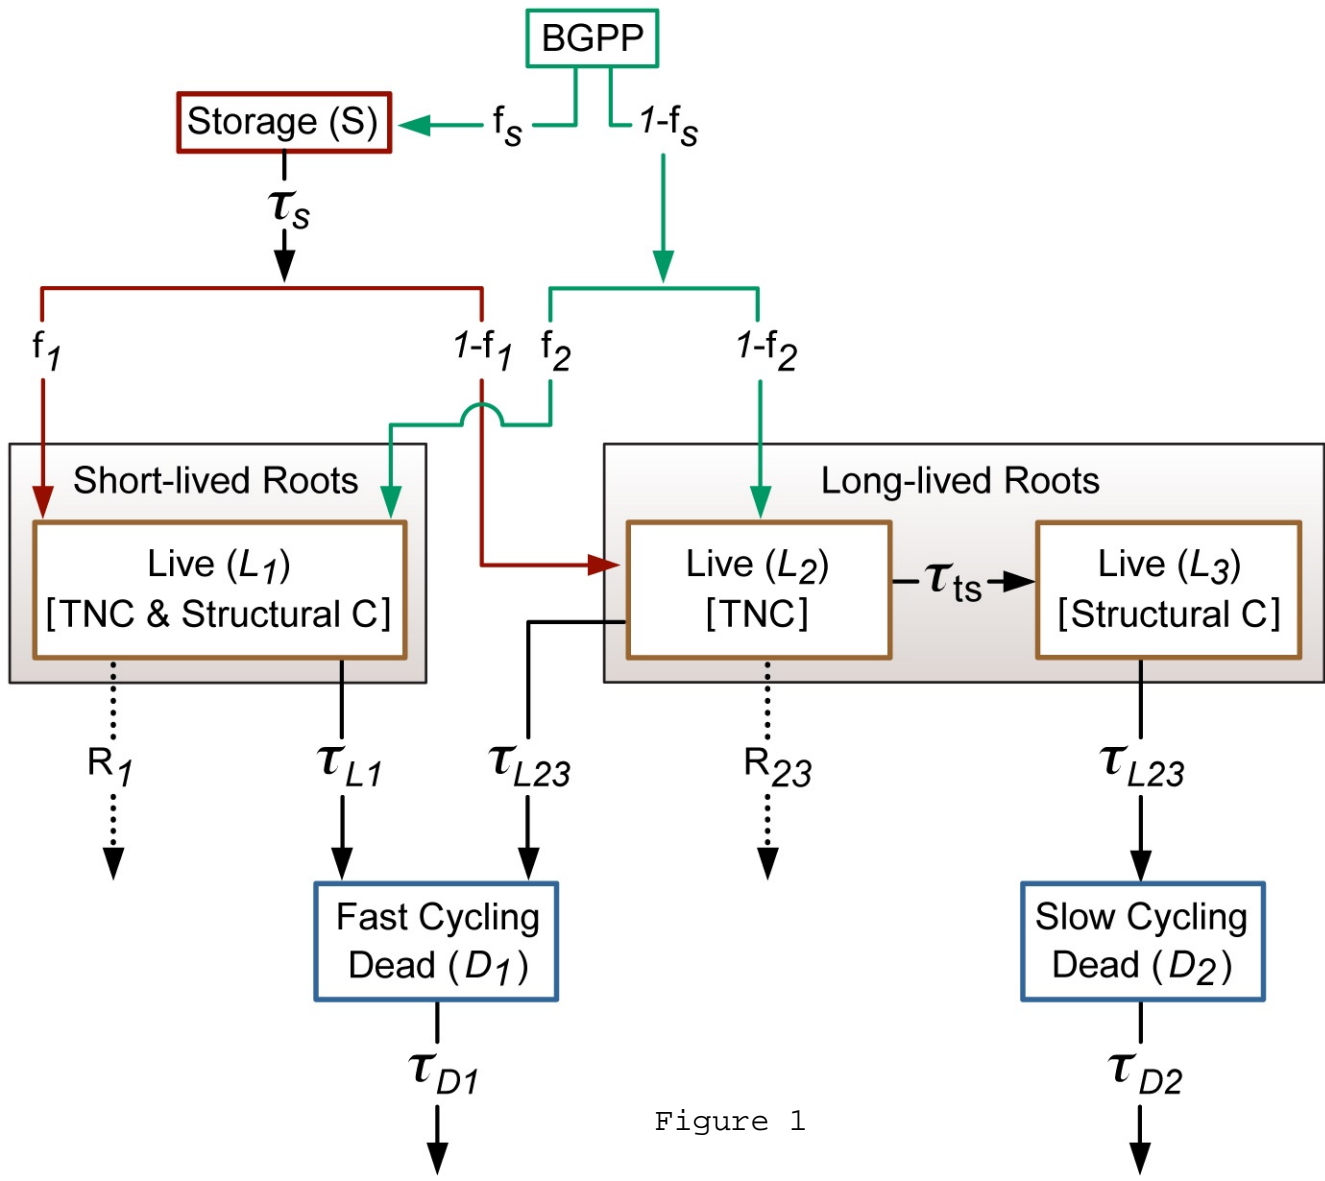 BGPP
Storage (S)
fs
1-fs
τs
f1
1-f1
f2
1-f2
Short-lived Roots
Long-lived Roots
Live (L1)
[TNC & Structural C]
Live (L2)
[TNC]
τts
Live (L3)
[Structural C]
R1
τL1
τL23
R23
τL23
Fast Cycling
Dead (D1)
Slow Cycling
Dead (D2)
τD1
τD2
Figure 1